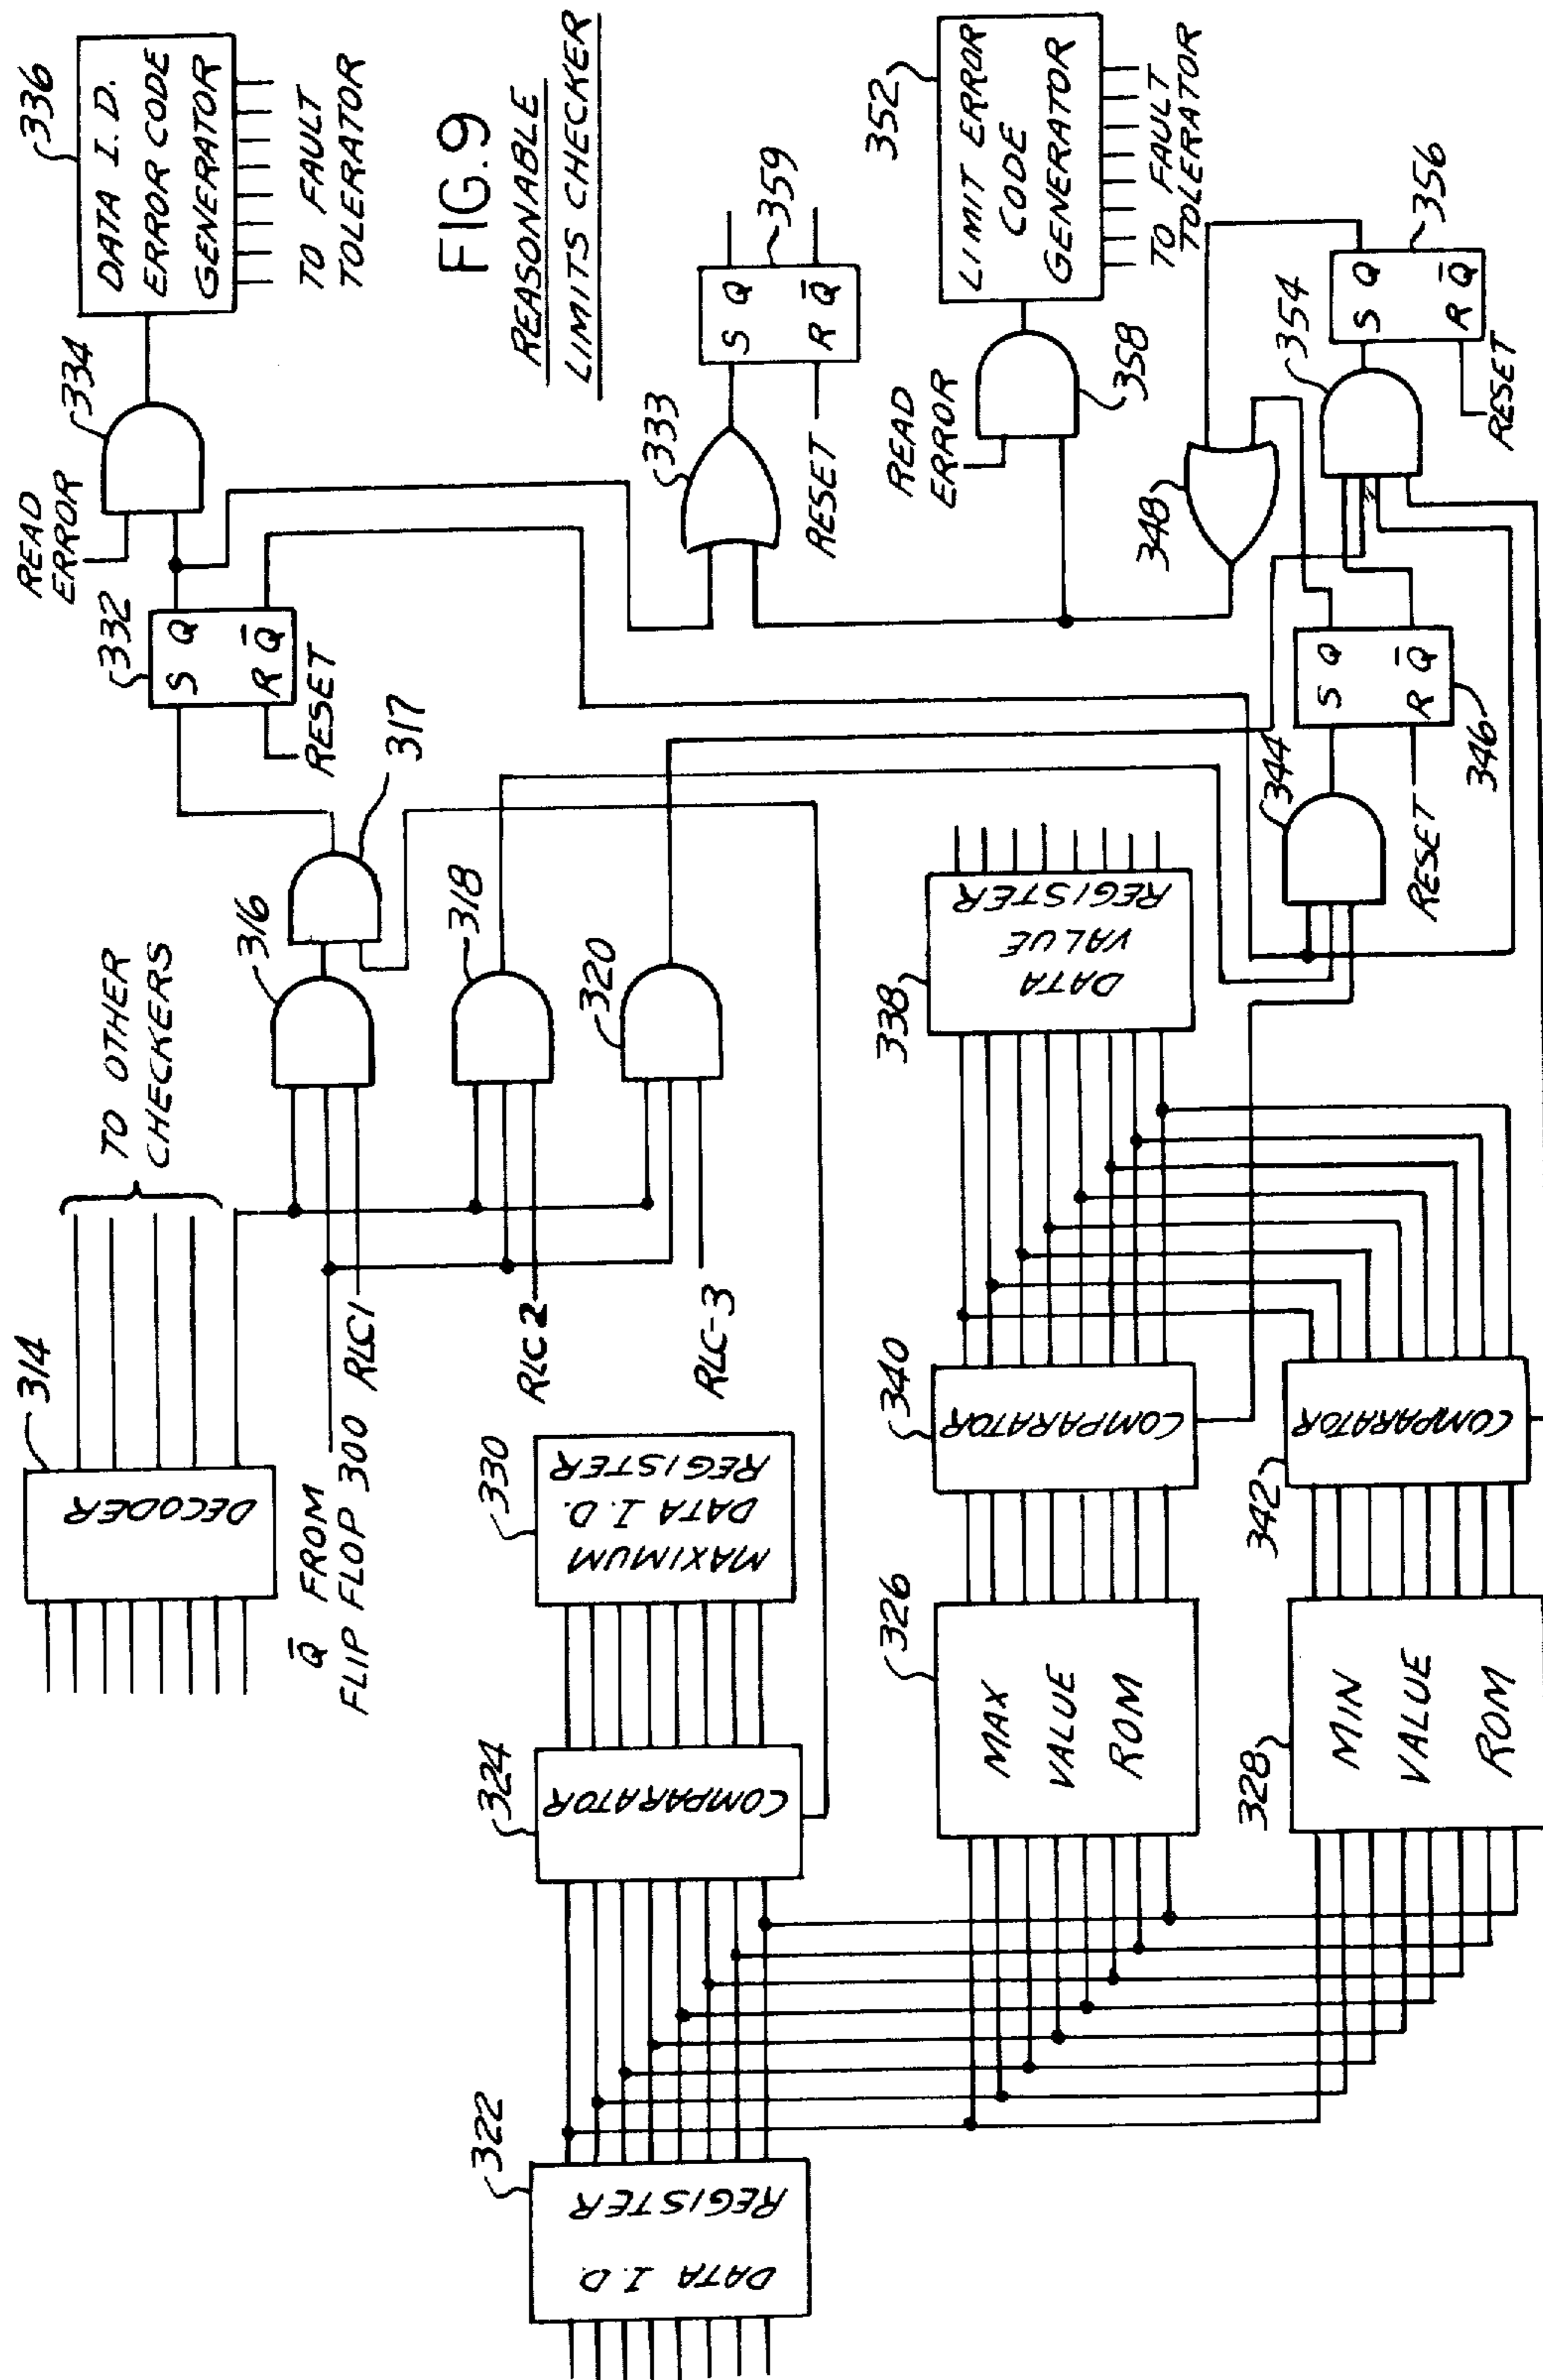 FIG.9
REASONABLE
LIMITS CHECKER
314
DECODER
TO OTHER
CHECKERS
Q̄ FROM
FLIP FLOP 300
RLC1
RLC2
RLC-3
316
317
318
320
332
S Q
R Q̄
RESET
READ
ERROR
334
336
DATA I.D.
ERROR CODE
GENERATOR
TO FAULT
TOLERATOR
322
DATA I.D.
REGISTER
324
COMPARATOR
330
MAXIMUM
DATA I.D.
REGISTER
333
359
S Q
R Q̄
RESET
326
MAX
VALUE
ROM
340
COMPARATOR
338
DATA
VALUE
REGISTER
READ
ERROR
358
352
LIMIT ERROR
CODE
GENERATOR
TO FAULT
TOLERATOR
328
MIN
VALUE
ROM
342
COMPARATOR
344
RESET
S Q
R Q̄
346
348
354
356
S Q
R Q̄
RESET